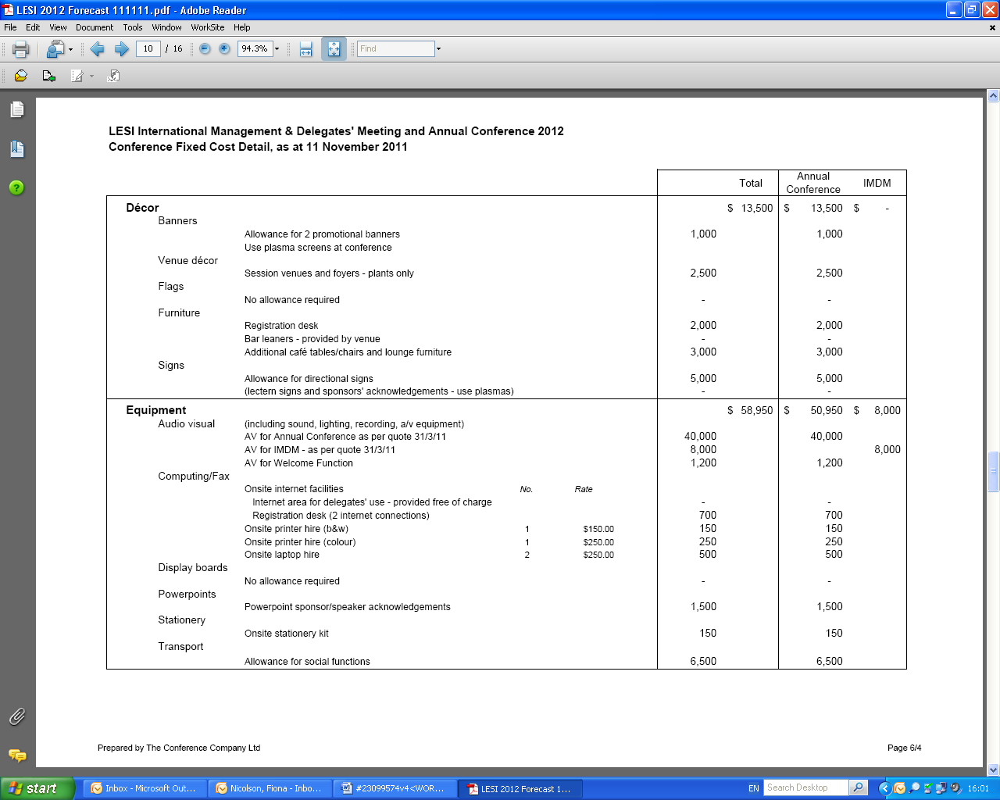 LESI 2012 Forecast 111111.pdf - Adobe Reader
File Edit View Document Tools Window WorkSite Help
10 / 16 94.3% Find
LESI International Management & Delegates' Meeting and Annual Conference 2012
Conference Fixed Cost Detail, as at 11 November 2011
Total Annual Conference IMDM
Décor $ 13,500 $ 13,500 $ -
Banners
Allowance for 2 promotional banners 1,000 1,000
Use plasma screens at conference
Venue décor
Session venues and foyers - plants only 2,500 2,500
Flags
No allowance required - -
Furniture
Registration desk 2,000 2,000
Bar leaners - provided by venue - -
Additional café tables/chairs and lounge furniture 3,000 3,000
Signs
Allowance for directional signs 5,000 5,000
(lectern signs and sponsors' acknowledgements - use plasmas) - -
Equipment $ 58,950 $ 50,950 $ 8,000
Audio visual (including sound, lighting, recording, a/v equipment)
AV for Annual Conference as per quote 31/3/11 40,000 40,000
AV for IMDM - as per quote 31/3/11 8,000 8,000
AV for Welcome Function 1,200 1,200
Computing/Fax
Onsite internet facilities No. Rate
Internet area for delegates' use - provided free of charge - -
Registration desk (2 internet connections) 700 700
Onsite printer hire (b&w) 1 $150.00 150 150
Onsite printer hire (colour) 1 $250.00 250 250
Onsite laptop hire 2 $250.00 500 500
Display boards
No allowance required - -
Powerpoints
Powerpoint sponsor/speaker acknowledgements 1,500 1,500
Stationery
Onsite stationery kit 150 150
Transport
Allowance for social functions 6,500 6,500
Prepared by The Conference Company Ltd Page 6/4
start Inbox - Microsoft Out... Nicolson, Fiona - Inbo... #23099574v4<WOR... LESI 2012 Forecast 1... EN Search Desktop 16:01